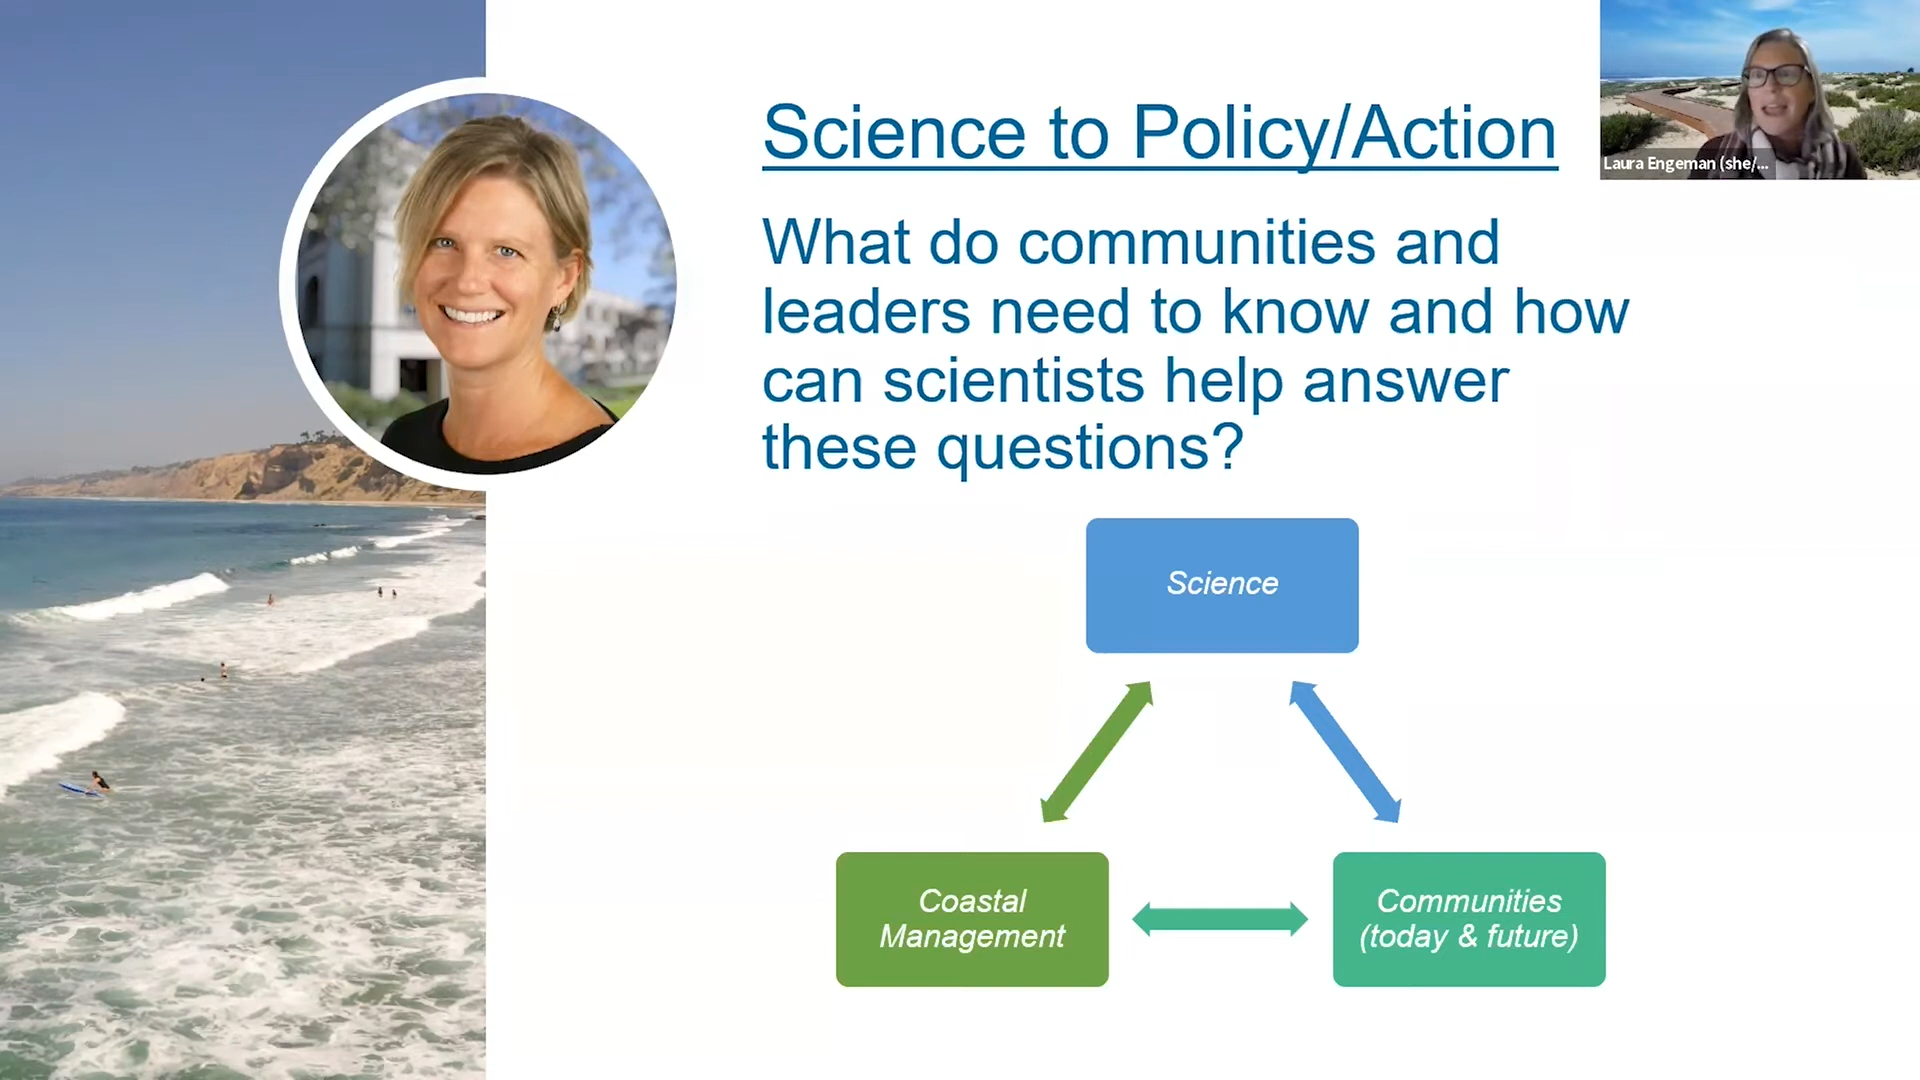 Science to Policy/Action
Laura Engeman (she/...
What do communities and
leaders need to know and how
can scientists help answer
these questions?
Science
Coastal
Management
Communities
(today & future)